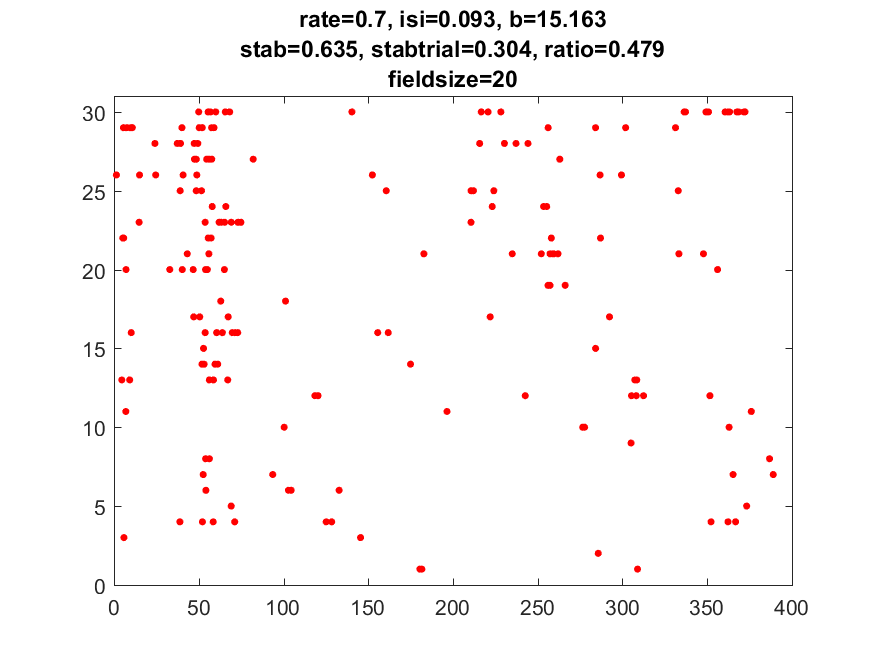 rate=0.7, isi=0.093, b=15.163
stab=0.635, stabtrial=0.304, ratio=0.479
fieldsize=20
30
25
20
15
10
5
0
0 50 100 150 200 250 300 350 400